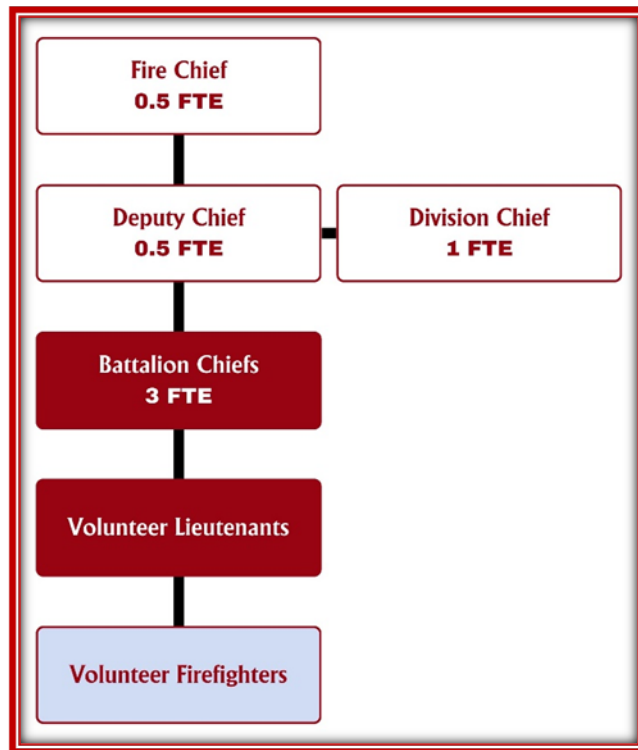 Fire Chief
0.5 FTE
Deputy Chief
0.5 FTE
Division Chief
1 FTE
Battalion Chiefs
3 FTE
Volunteer Lieutenants
Volunteer Firefighters